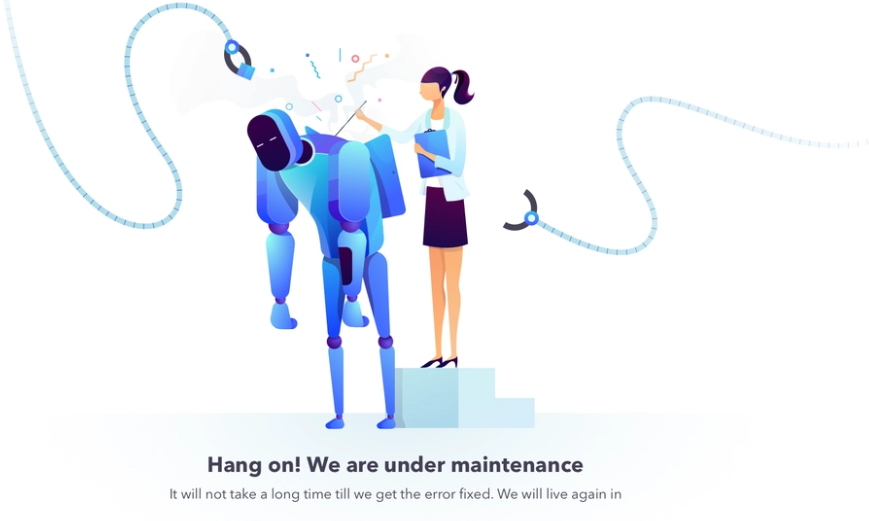 Hang on! We are under maintenance
It will not take a long time till we get the error fixed. We will live again in